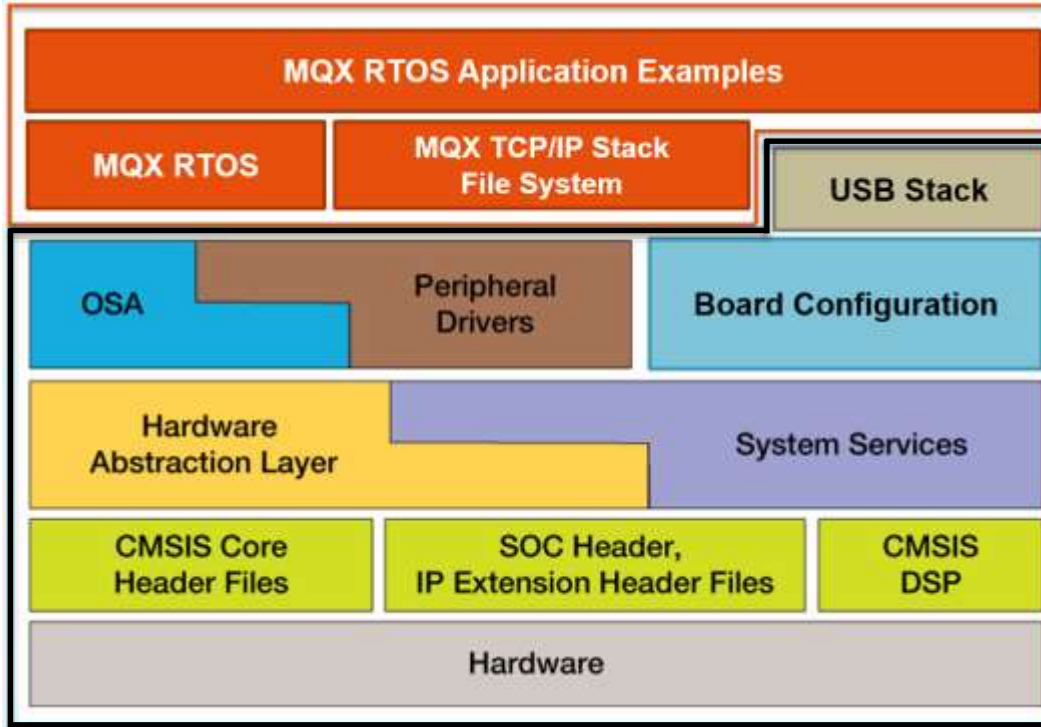 MQX RTOS Application Examples
MQX RTOS
MQX TCP/IP Stack
File System
USB Stack
OSA
Peripheral
Drivers
Board Configuration
Hardware
Abstraction Layer
System Services
CMSIS Core
Header Files
SOC Header,
IP Extension Header Files
CMSIS
DSP
Hardware